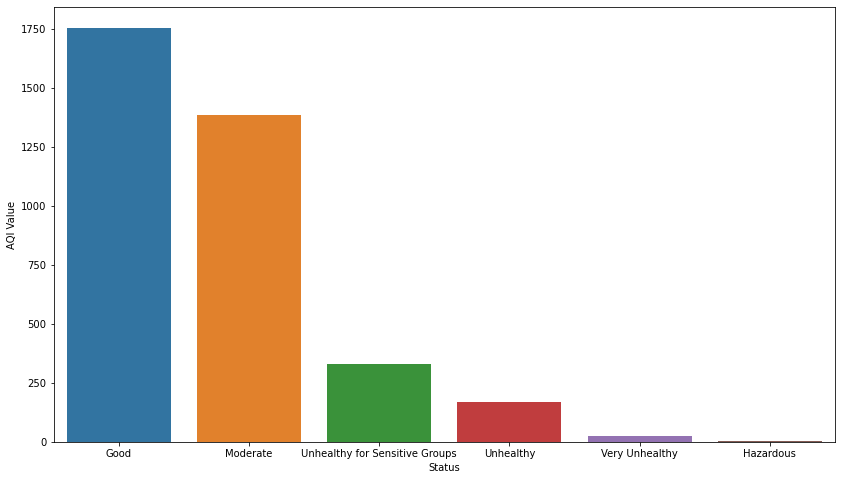 1750
1500
1250
1000
750
500
250
0
AQI Value
Good Moderate Unhealthy for Sensitive Groups Unhealthy Very Unhealthy Hazardous
Status